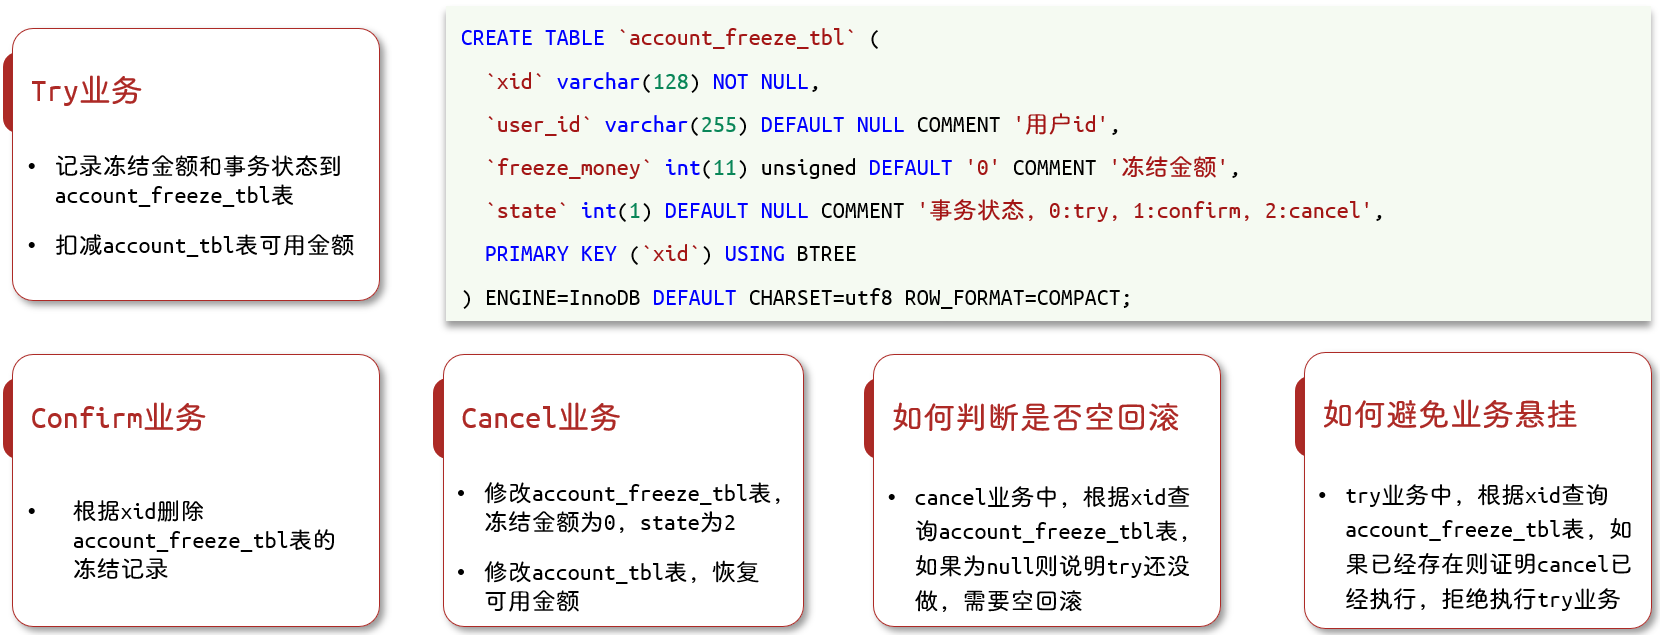 Try业务
• 记录冻结金额和事务状态到
account_freeze_tbl表
• 扣减account_tbl表可用金额
CREATE TABLE `account_freeze_tbl` (
`xid` varchar(128) NOT NULL,
`user_id` varchar(255) DEFAULT NULL COMMENT '用户id',
`freeze_money` int(11) unsigned DEFAULT '0' COMMENT '冻结金额',
`state` int(1) DEFAULT NULL COMMENT '事务状态，0:try，1:confirm，2:cancel',
PRIMARY KEY (`xid`) USING BTREE
) ENGINE=InnoDB DEFAULT CHARSET=utf8 ROW_FORMAT=COMPACT;
Confirm业务
• 根据xid删除
account_freeze_tbl表的
冻结记录
Cancel业务
• 修改account_freeze_tbl表，
冻结金额为0，state为2
• 修改account_tbl表，恢复
可用金额
如何判断是否空回滚
• cancel业务中，根据xid查
询account_freeze_tbl表，
如果为null则说明try还没
做，需要空回滚
如何避免业务悬挂
• try业务中，根据xid查询
account_freeze_tbl表，如
果已经存在则证明cancel已
经执行，拒绝执行try业务